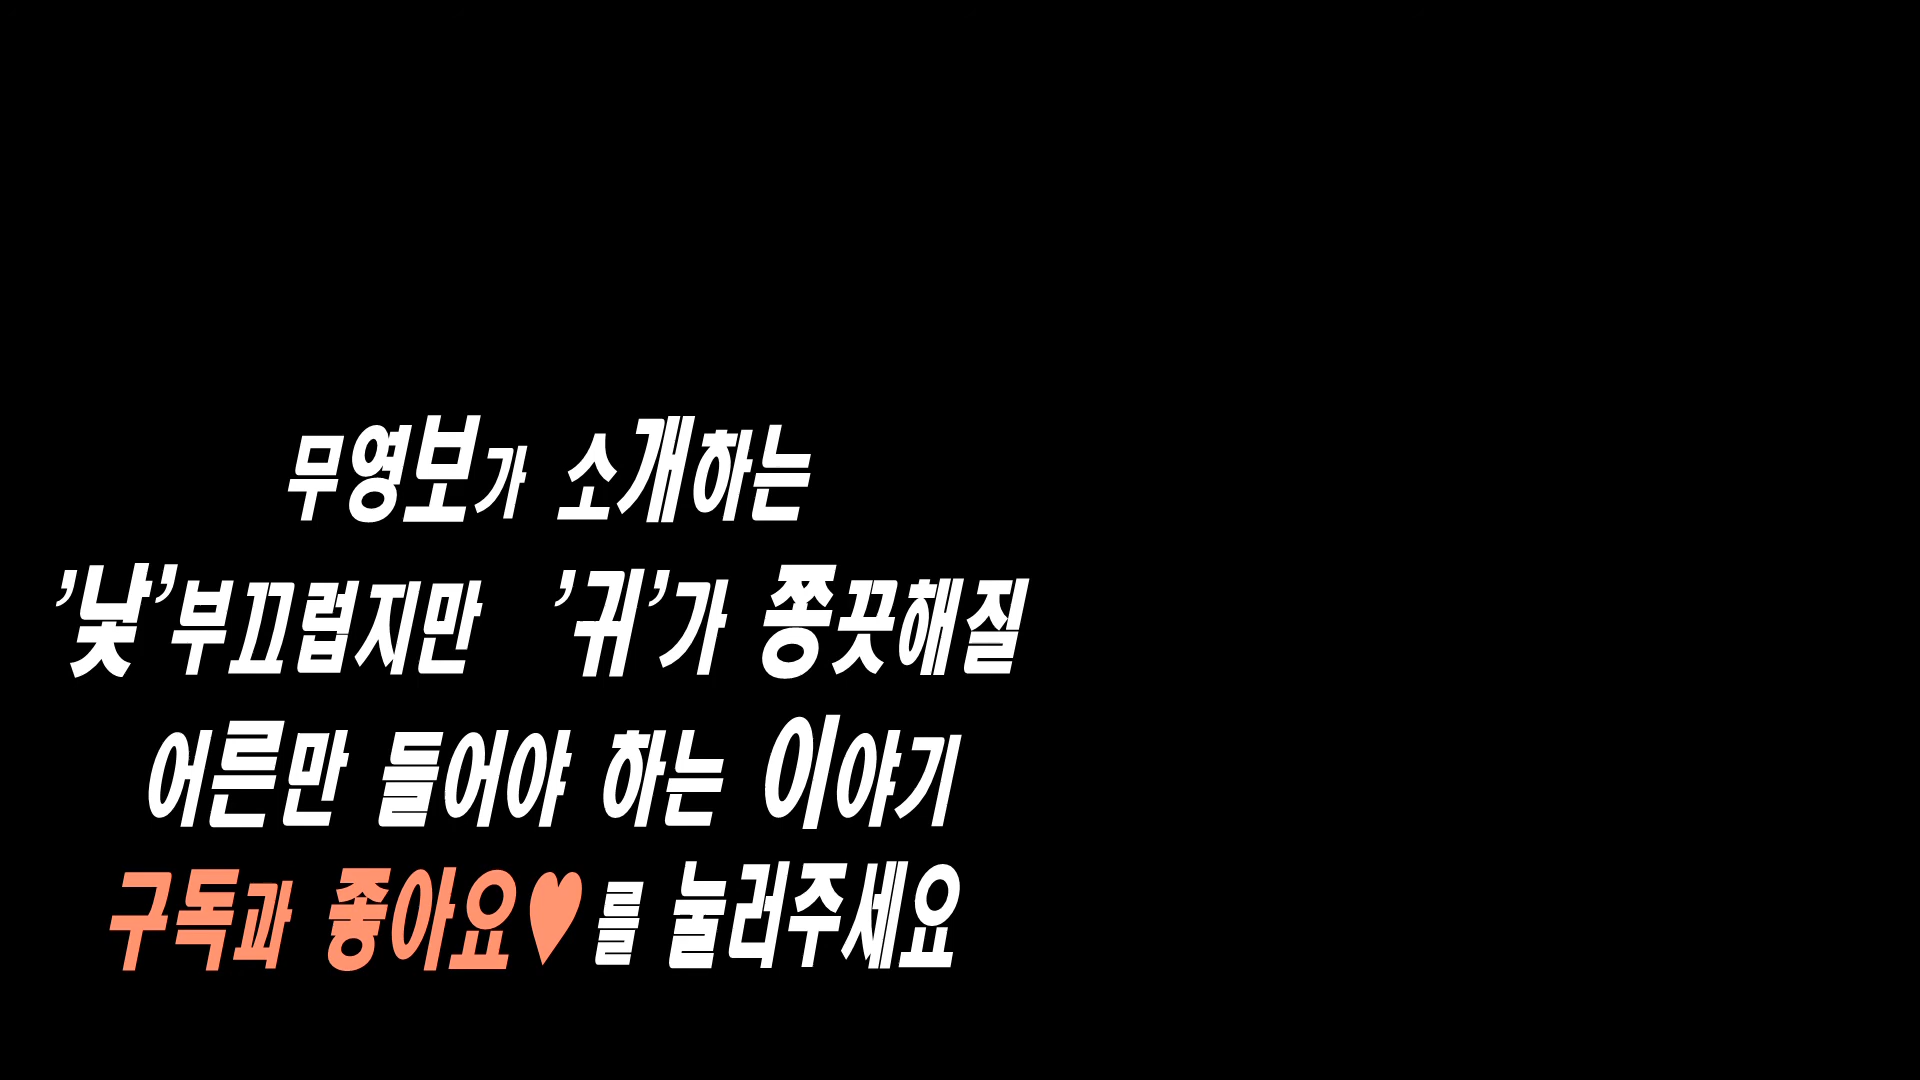 무영보가 소개하는
'낯'부끄럽지만 '귀'가 쫑끗해질
어른만 들어야 하는 이야기
구독과 좋아요♥를 눌러주세요